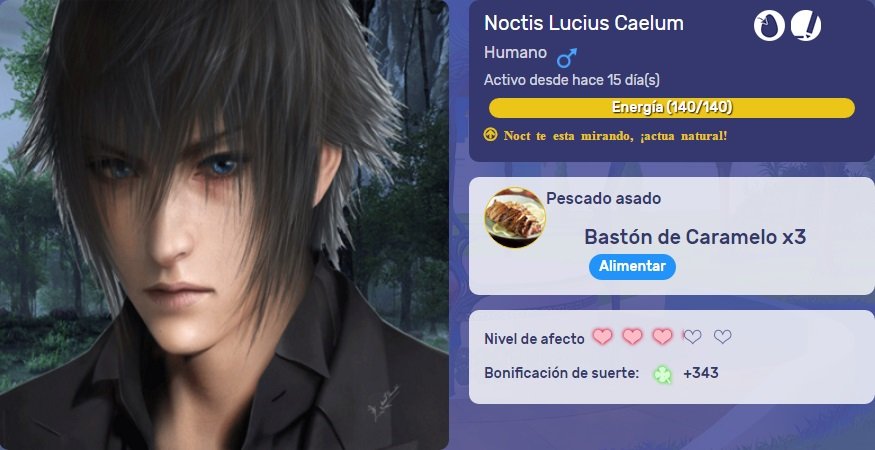 Noctis Lucius Caelum
Humano
Activo desde hace 15 día(s)
Energía (140/140)
Noct te esta mirando, ¡actua natural!
Pescado asado
Bastón de Caramelo x3
Alimentar
Nivel de afecto
Bonificación de suerte: +343